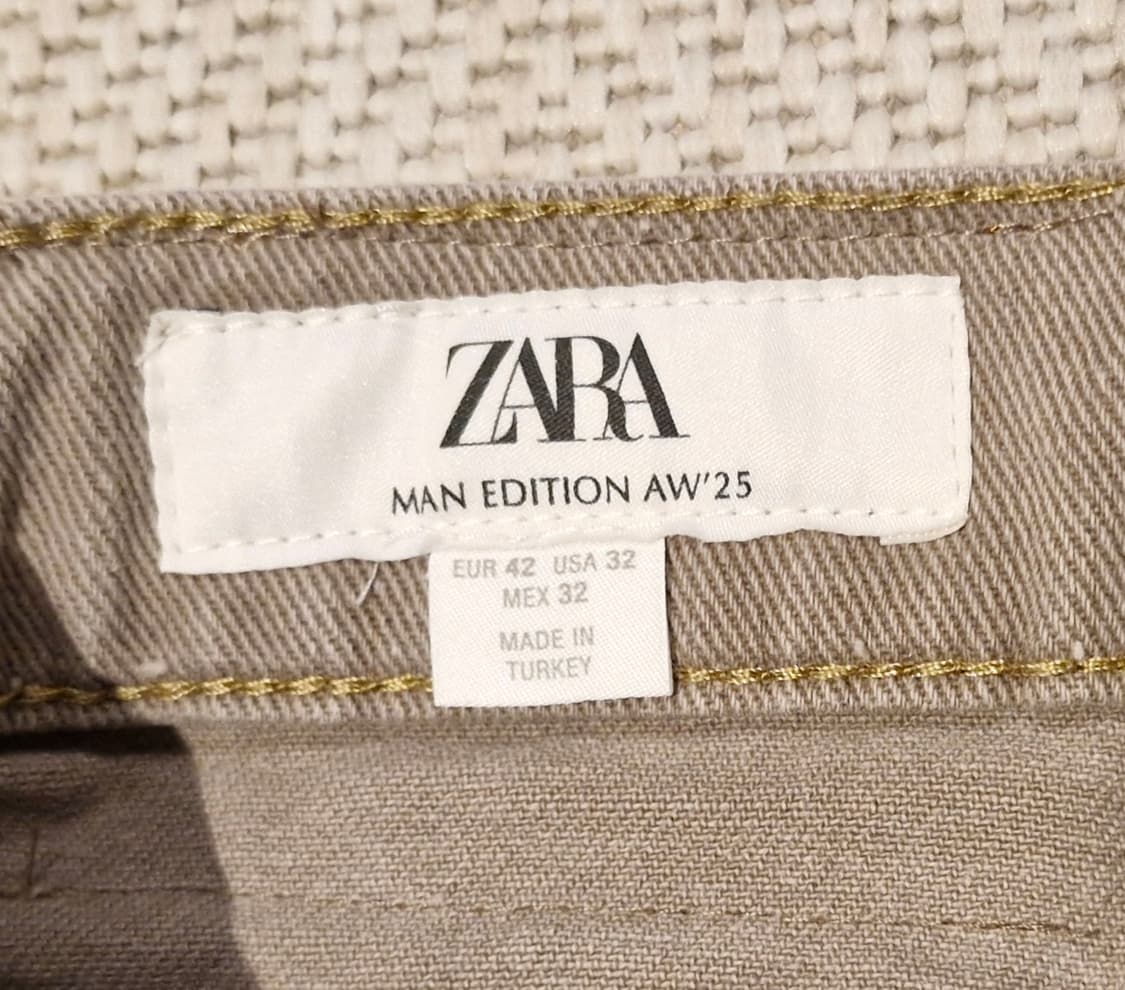 ZARA
MAN EDITION AW'25
EUR 42 USA 32
MEX 32
MADE IN
TURKEY